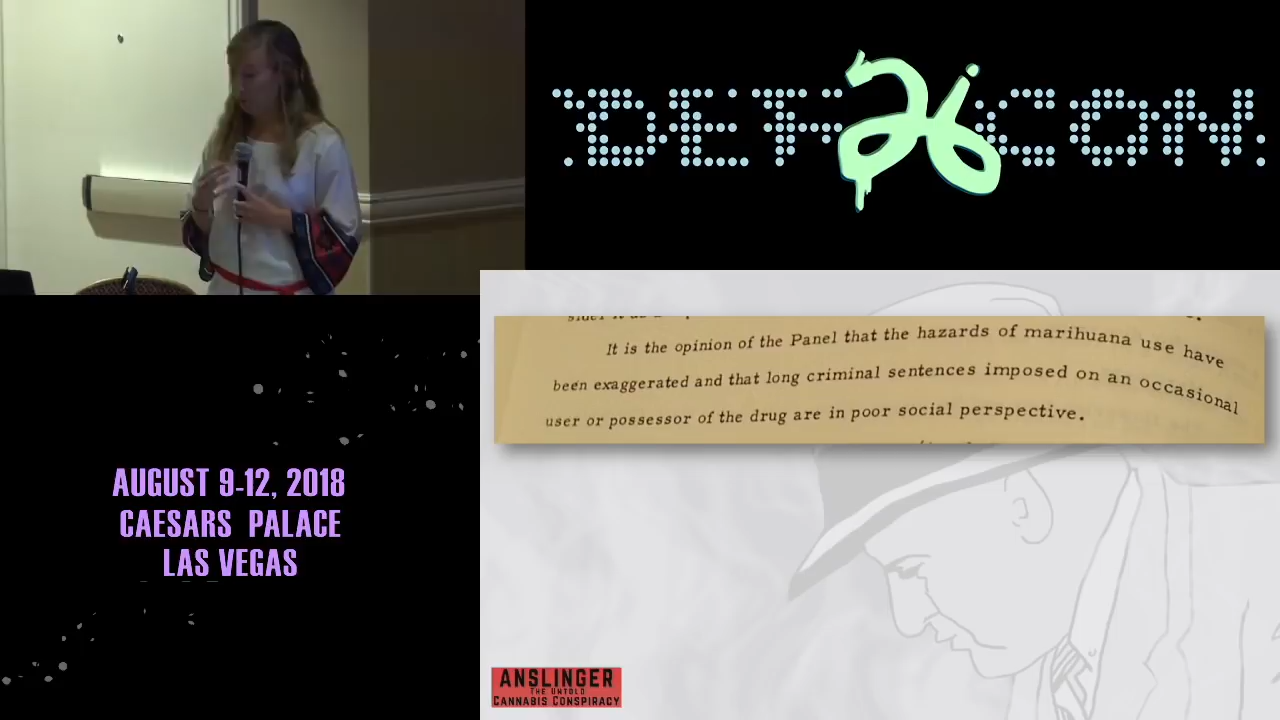 DEF 26 CON
It is the opinion of the Panel that the hazards of marihuana use have
been exaggerated and that long criminal sentences imposed on an occasional
user or possessor of the drug are in poor social perspective.
AUGUST 9-12, 2018
CAESARS PALACE
LAS VEGAS
ANSLINGER
THE UNTOLD
CANNABIS CONSPIRACY